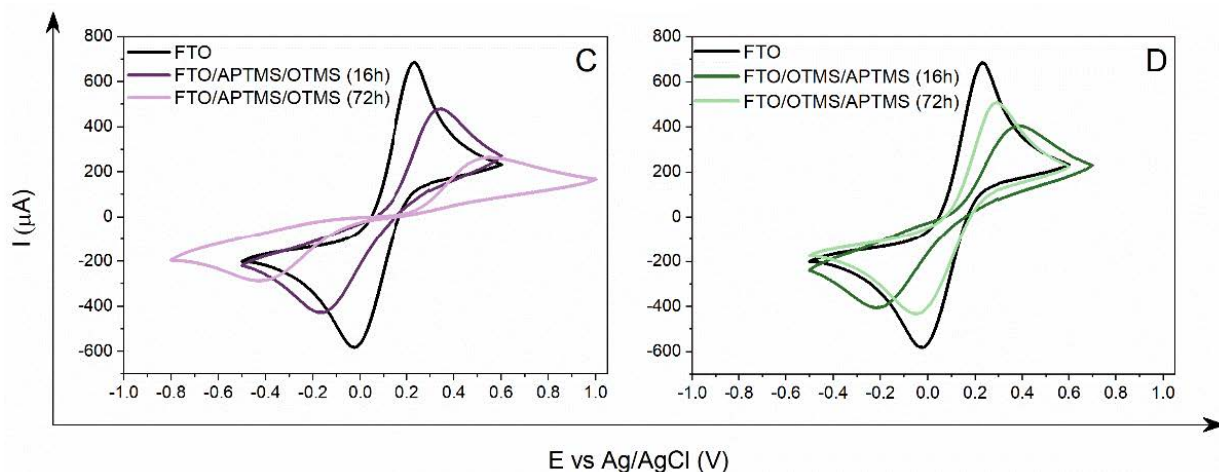 C
FTO
FTO/APTMS/OTMS (16h)
FTO/APTMS/OTMS (72h)
800
600
400
200
0
-200
-400
-600
-1.0 -0.8 -0.6 -0.4 -0.2 0.0 0.2 0.4 0.6 0.8 1.0
D
FTO
FTO/OTMS/APTMS (16h)
FTO/OTMS/APTMS (72h)
800
600
400
200
0
-200
-400
-600
-1.0 -0.8 -0.6 -0.4 -0.2 0.0 0.2 0.4 0.6 0.8 1.0
I (μA)
E vs Ag/AgCl (V)